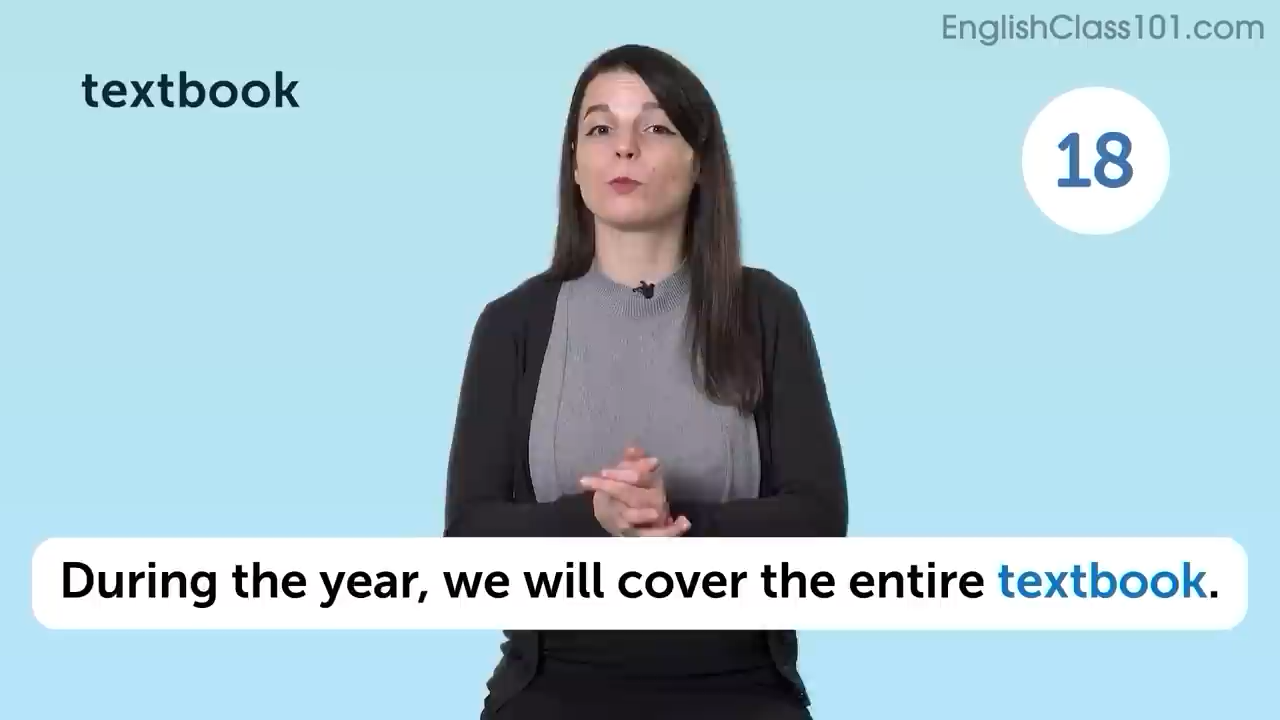 EnglishClass101.com
textbook
18
During the year, we will cover the entire textbook.